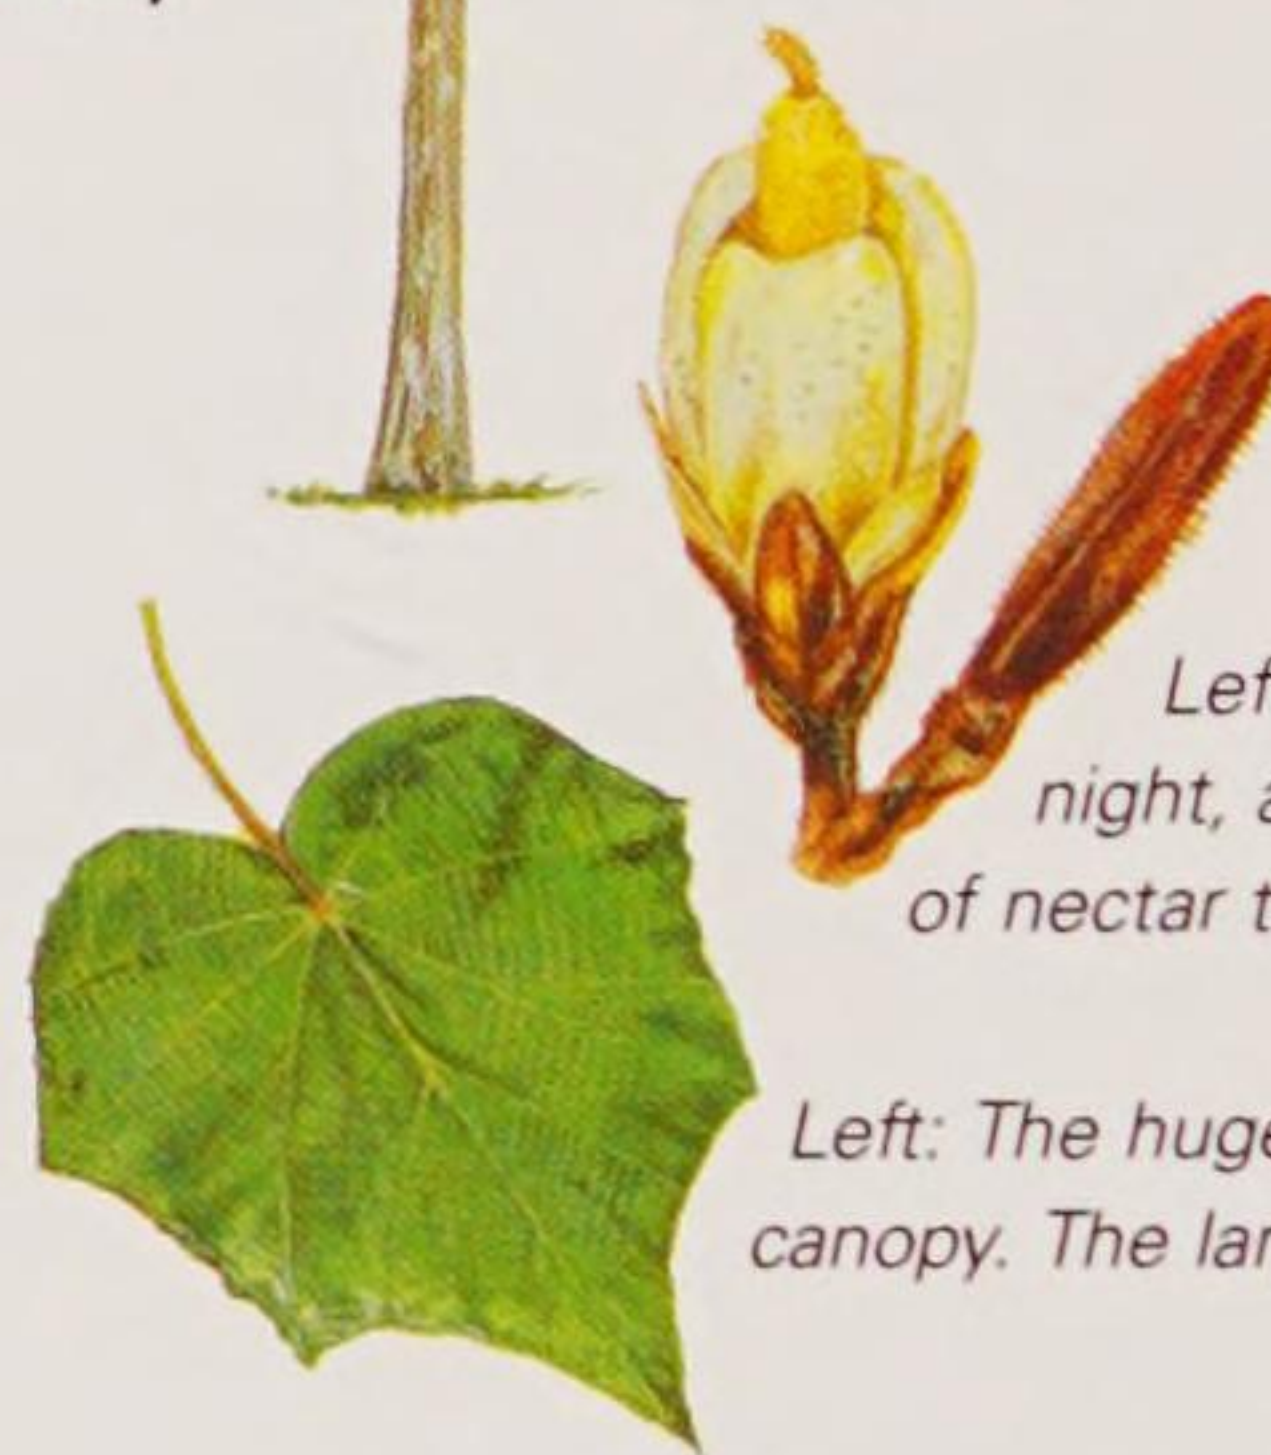 Lef
night, a
of nectar t
Left: The huge
canopy. The lar